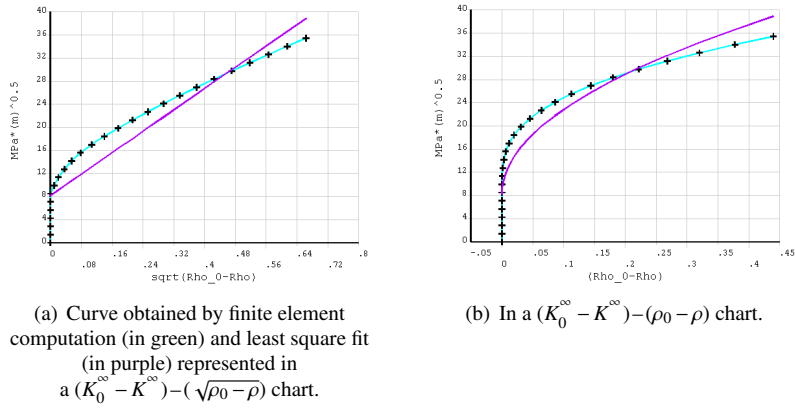 40
36
32
28
24
20
16
12
8
4
0
MPa*(m)^0.5
0 .16 .32 .48 .64 .8
.08 .24 .4 .56 .72
sqrt(Rho_0-Rho)
(a) Curve obtained by finite element
computation (in green) and least square fit
(in purple) represented in
a (K₀^∞ − K^∞)−(√ρ₀−ρ) chart.
40
36
32
28
24
20
16
12
8
4
0
MPa*(m)^0.5
-.05 .05 .15 .25 .35 .45
0 .1 .2 .3 .4
(Rho_0-Rho)
(b) In a (K₀^∞ − K^∞)−(ρ₀−ρ) chart.